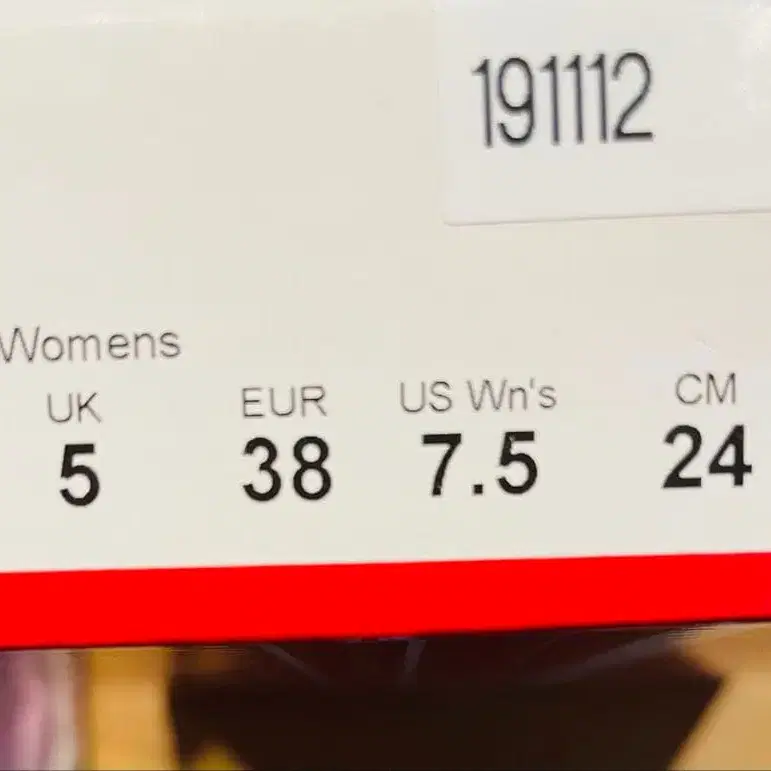 191112
Womens
UK EUR US Wn's CM
5 38 7.5 24